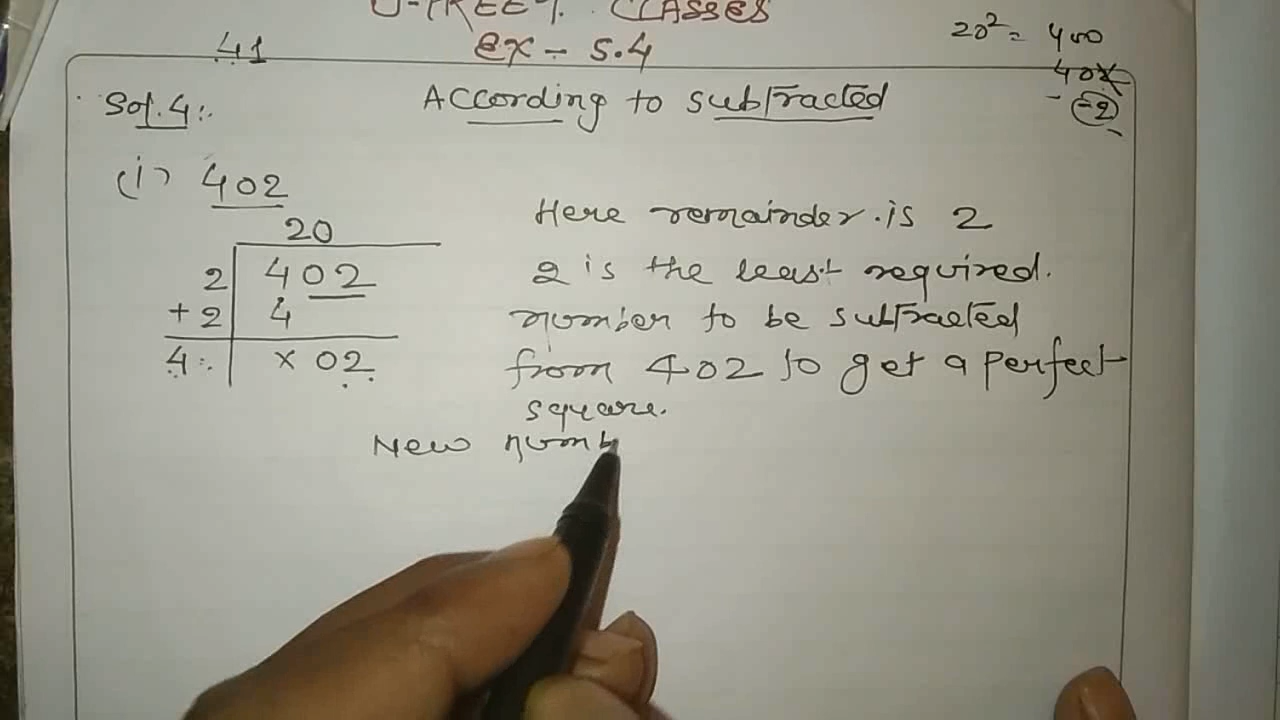 CLASSES
41
ex - 5.4
20² = 400
402
- -2
Sol.4:.
According to subtracted
(i) 402
20
2 402
+2 4
4 x 02
Here remainder is 2
2 is the least required.
number to be subtracted
from 402 to get a perfect
square.
New numb